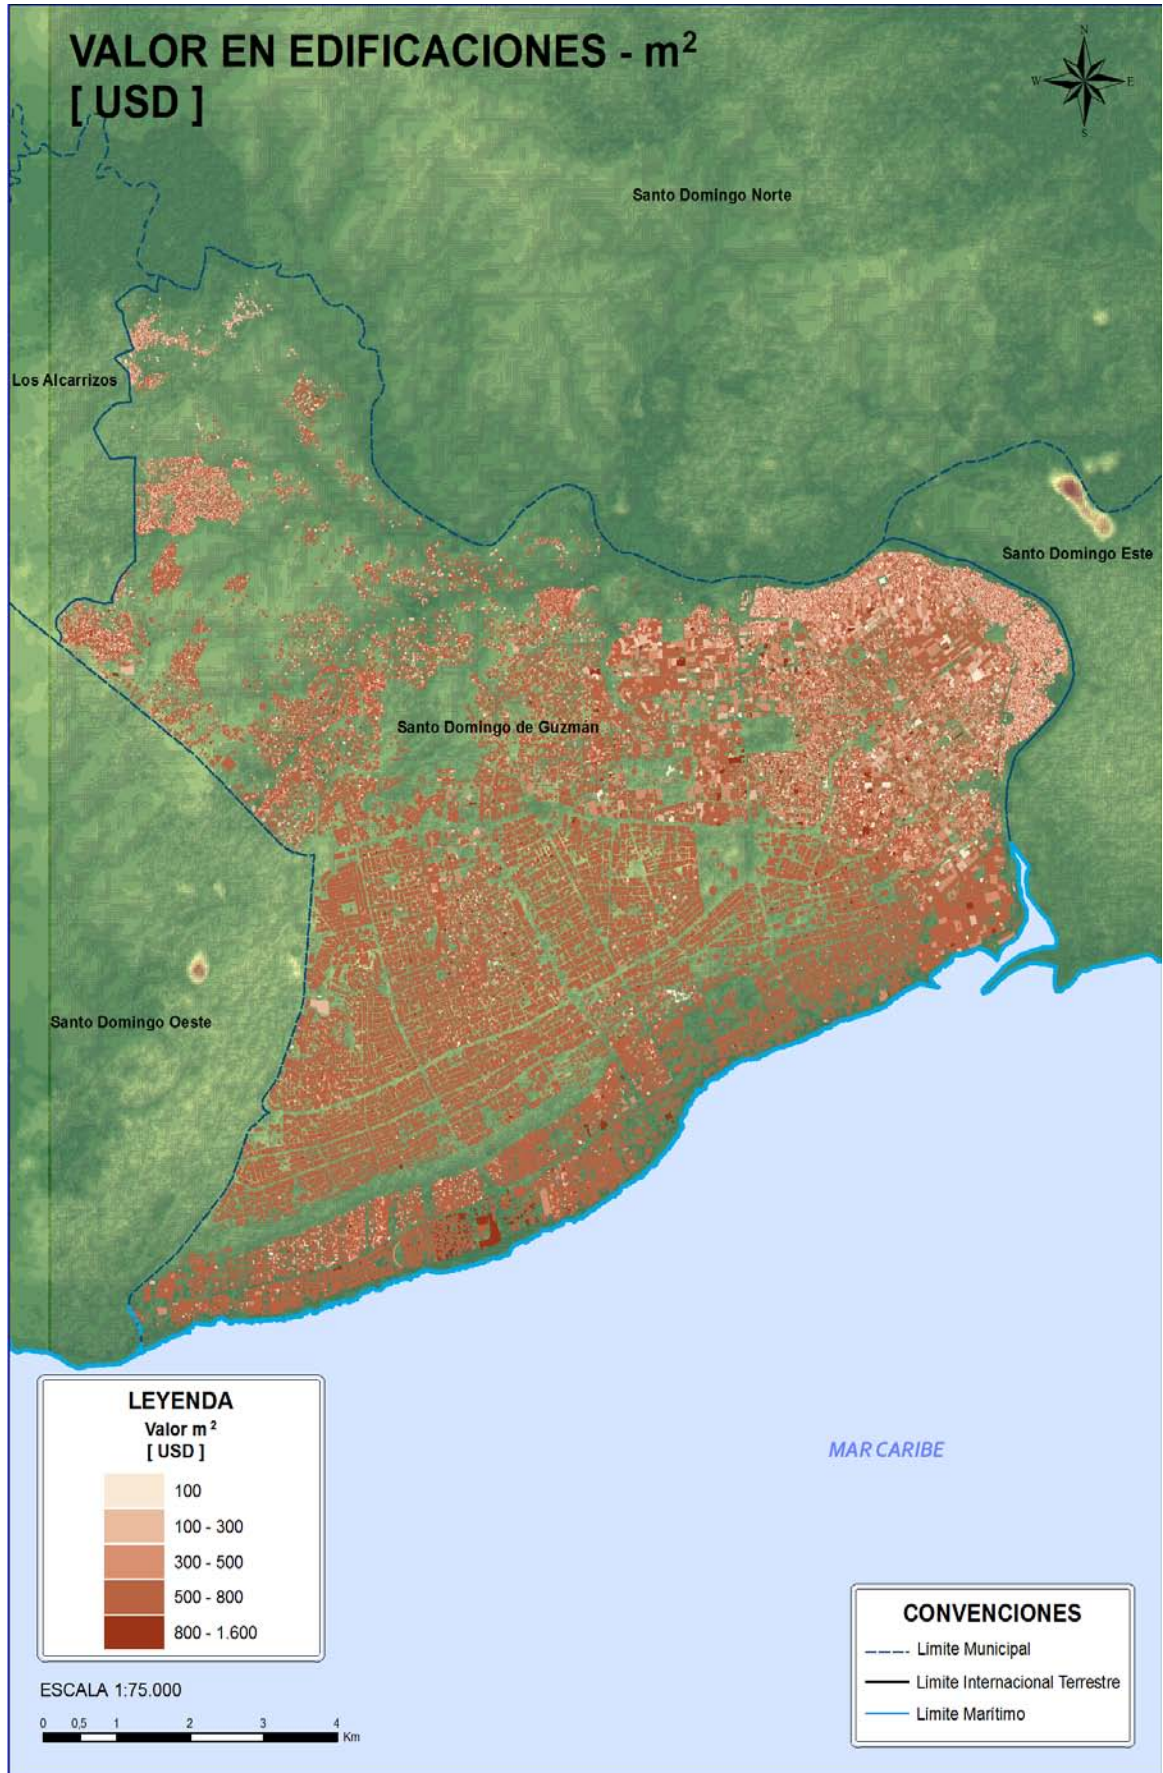 VALOR EN EDIFICACIONES - m²
[ USD ]
N
W E
S
Santo Domingo Norte
Los Alcarrizos
Santo Domingo Este
Santo Domingo de Guzmán
Santo Domingo Oeste
MAR CARIBE
LEYENDA
Valor m²
[ USD ]
100
100 - 300
300 - 500
500 - 800
800 - 1.600
ESCALA 1:75.000
0 0,5 1 2 3 4
Km
CONVENCIONES
Límite Municipal
Límite Internacional Terrestre
Límite Marítimo